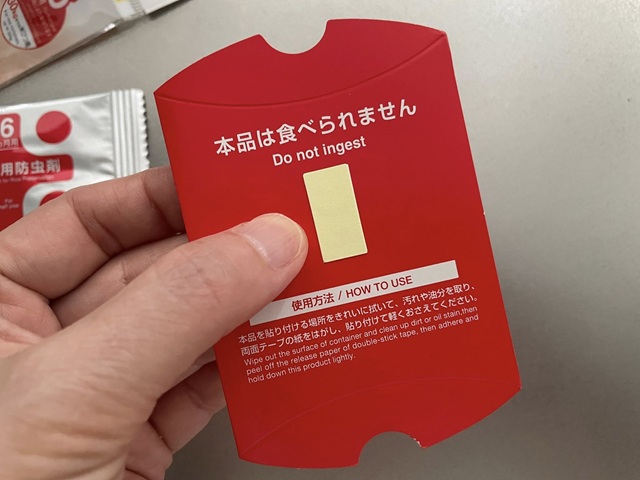 本品は食べられません
Do not ingest
使用方法 / HOW TO USE
本品を貼り付ける場所をきれいに拭いて、汚れや油分を取り、
両面テープの紙をはがし、貼り付けて軽くおさえてください。
Wipe out the surface of container and clean up dirt or oil stain,then
peel off the release paper of double-stick tape, then adhere and
hold down this product lightly.
6
月用
用防虫剤